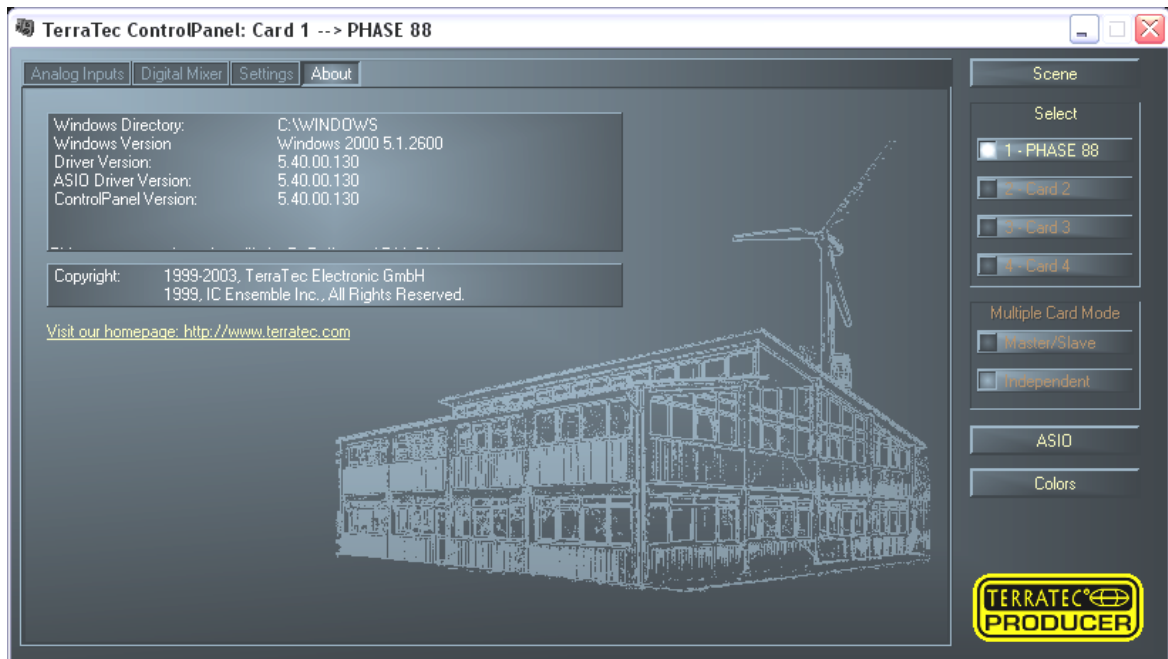 TerraTec ControlPanel: Card 1 --> PHASE 88
Analog Inputs Digital Mixer Settings About
Windows Directory: C:\WINDOWS
Windows Version Windows 2000 5.1.2600
Driver Version: 5.40.00.130
ASIO Driver Version: 5.40.00.130
ControlPanel Version: 5.40.00.130
Copyright: 1999-2003, TerraTec Electronic GmbH
1999, IC Ensemble Inc., All Rights Reserved.
Visit our homepage: http://www.terratec.com
Scene
Select
1 - PHASE 88
2 - Card 2
3 - Card 3
4 - Card 4
Multiple Card Mode
Master/Slave
Independent
ASIO
Colors
TERRATEC
PRODUCER